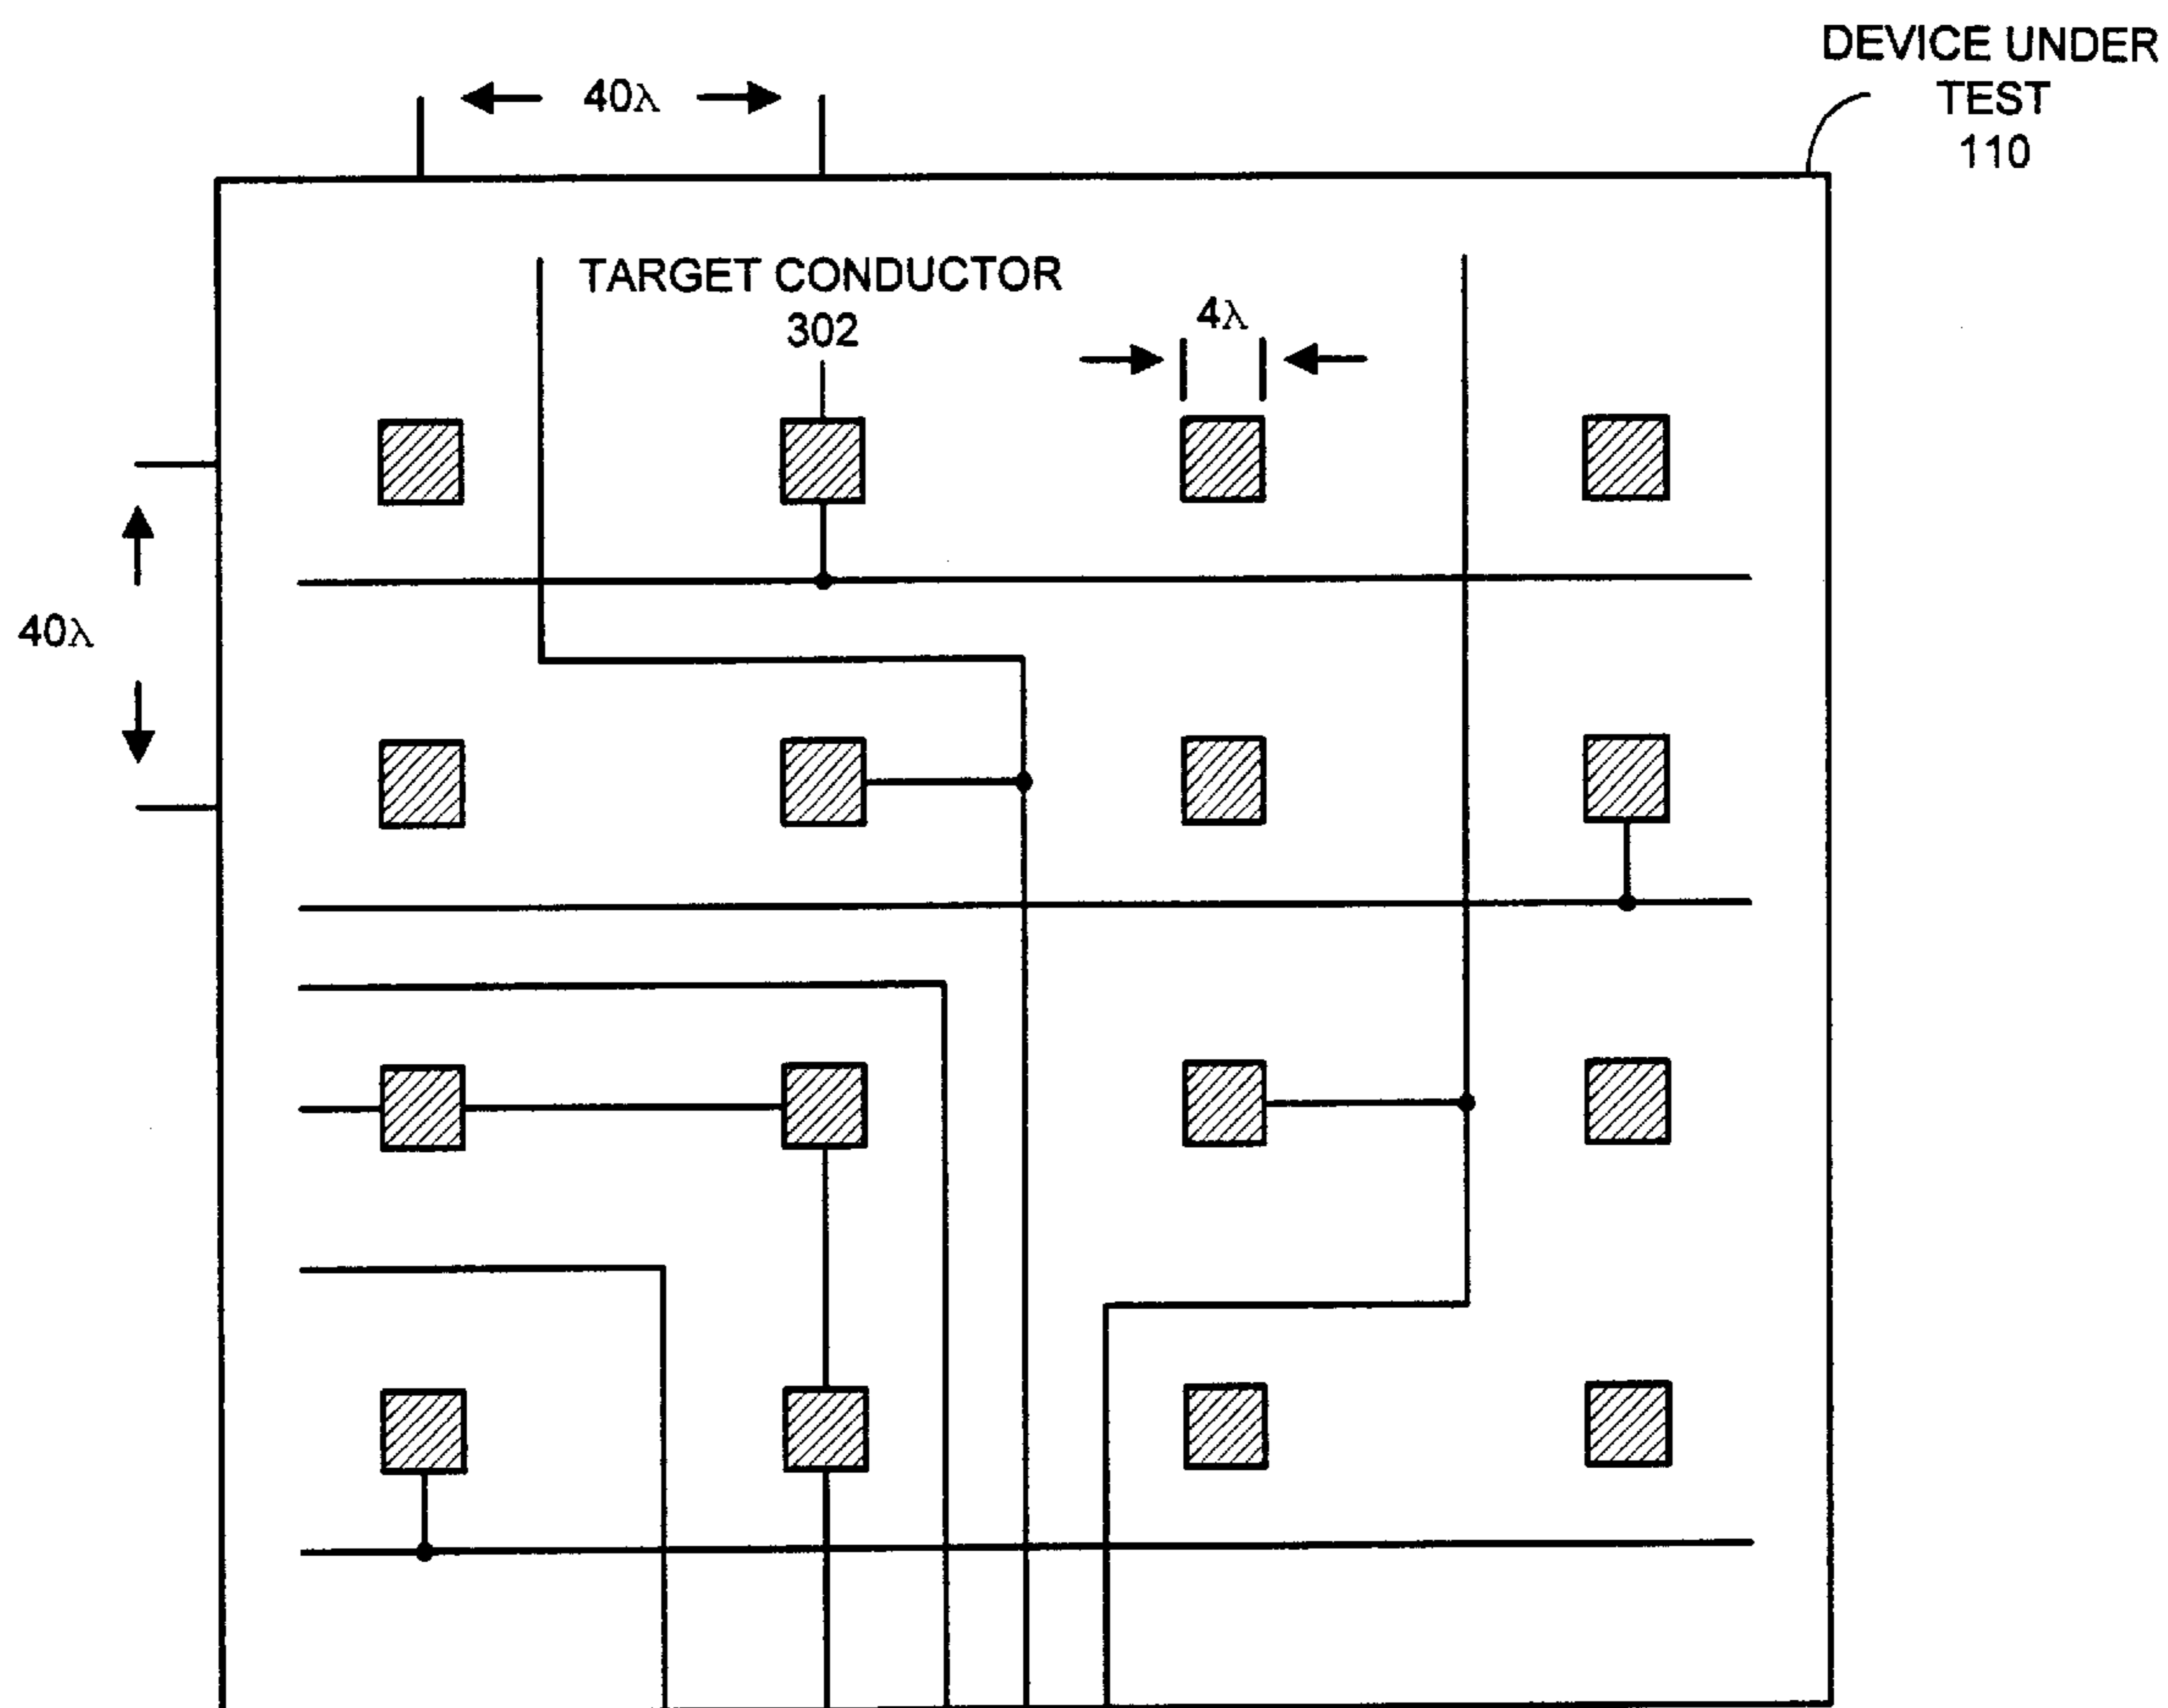 DEVICE UNDER
TEST
110
40λ
TARGET CONDUCTOR
302
4λ
40λ